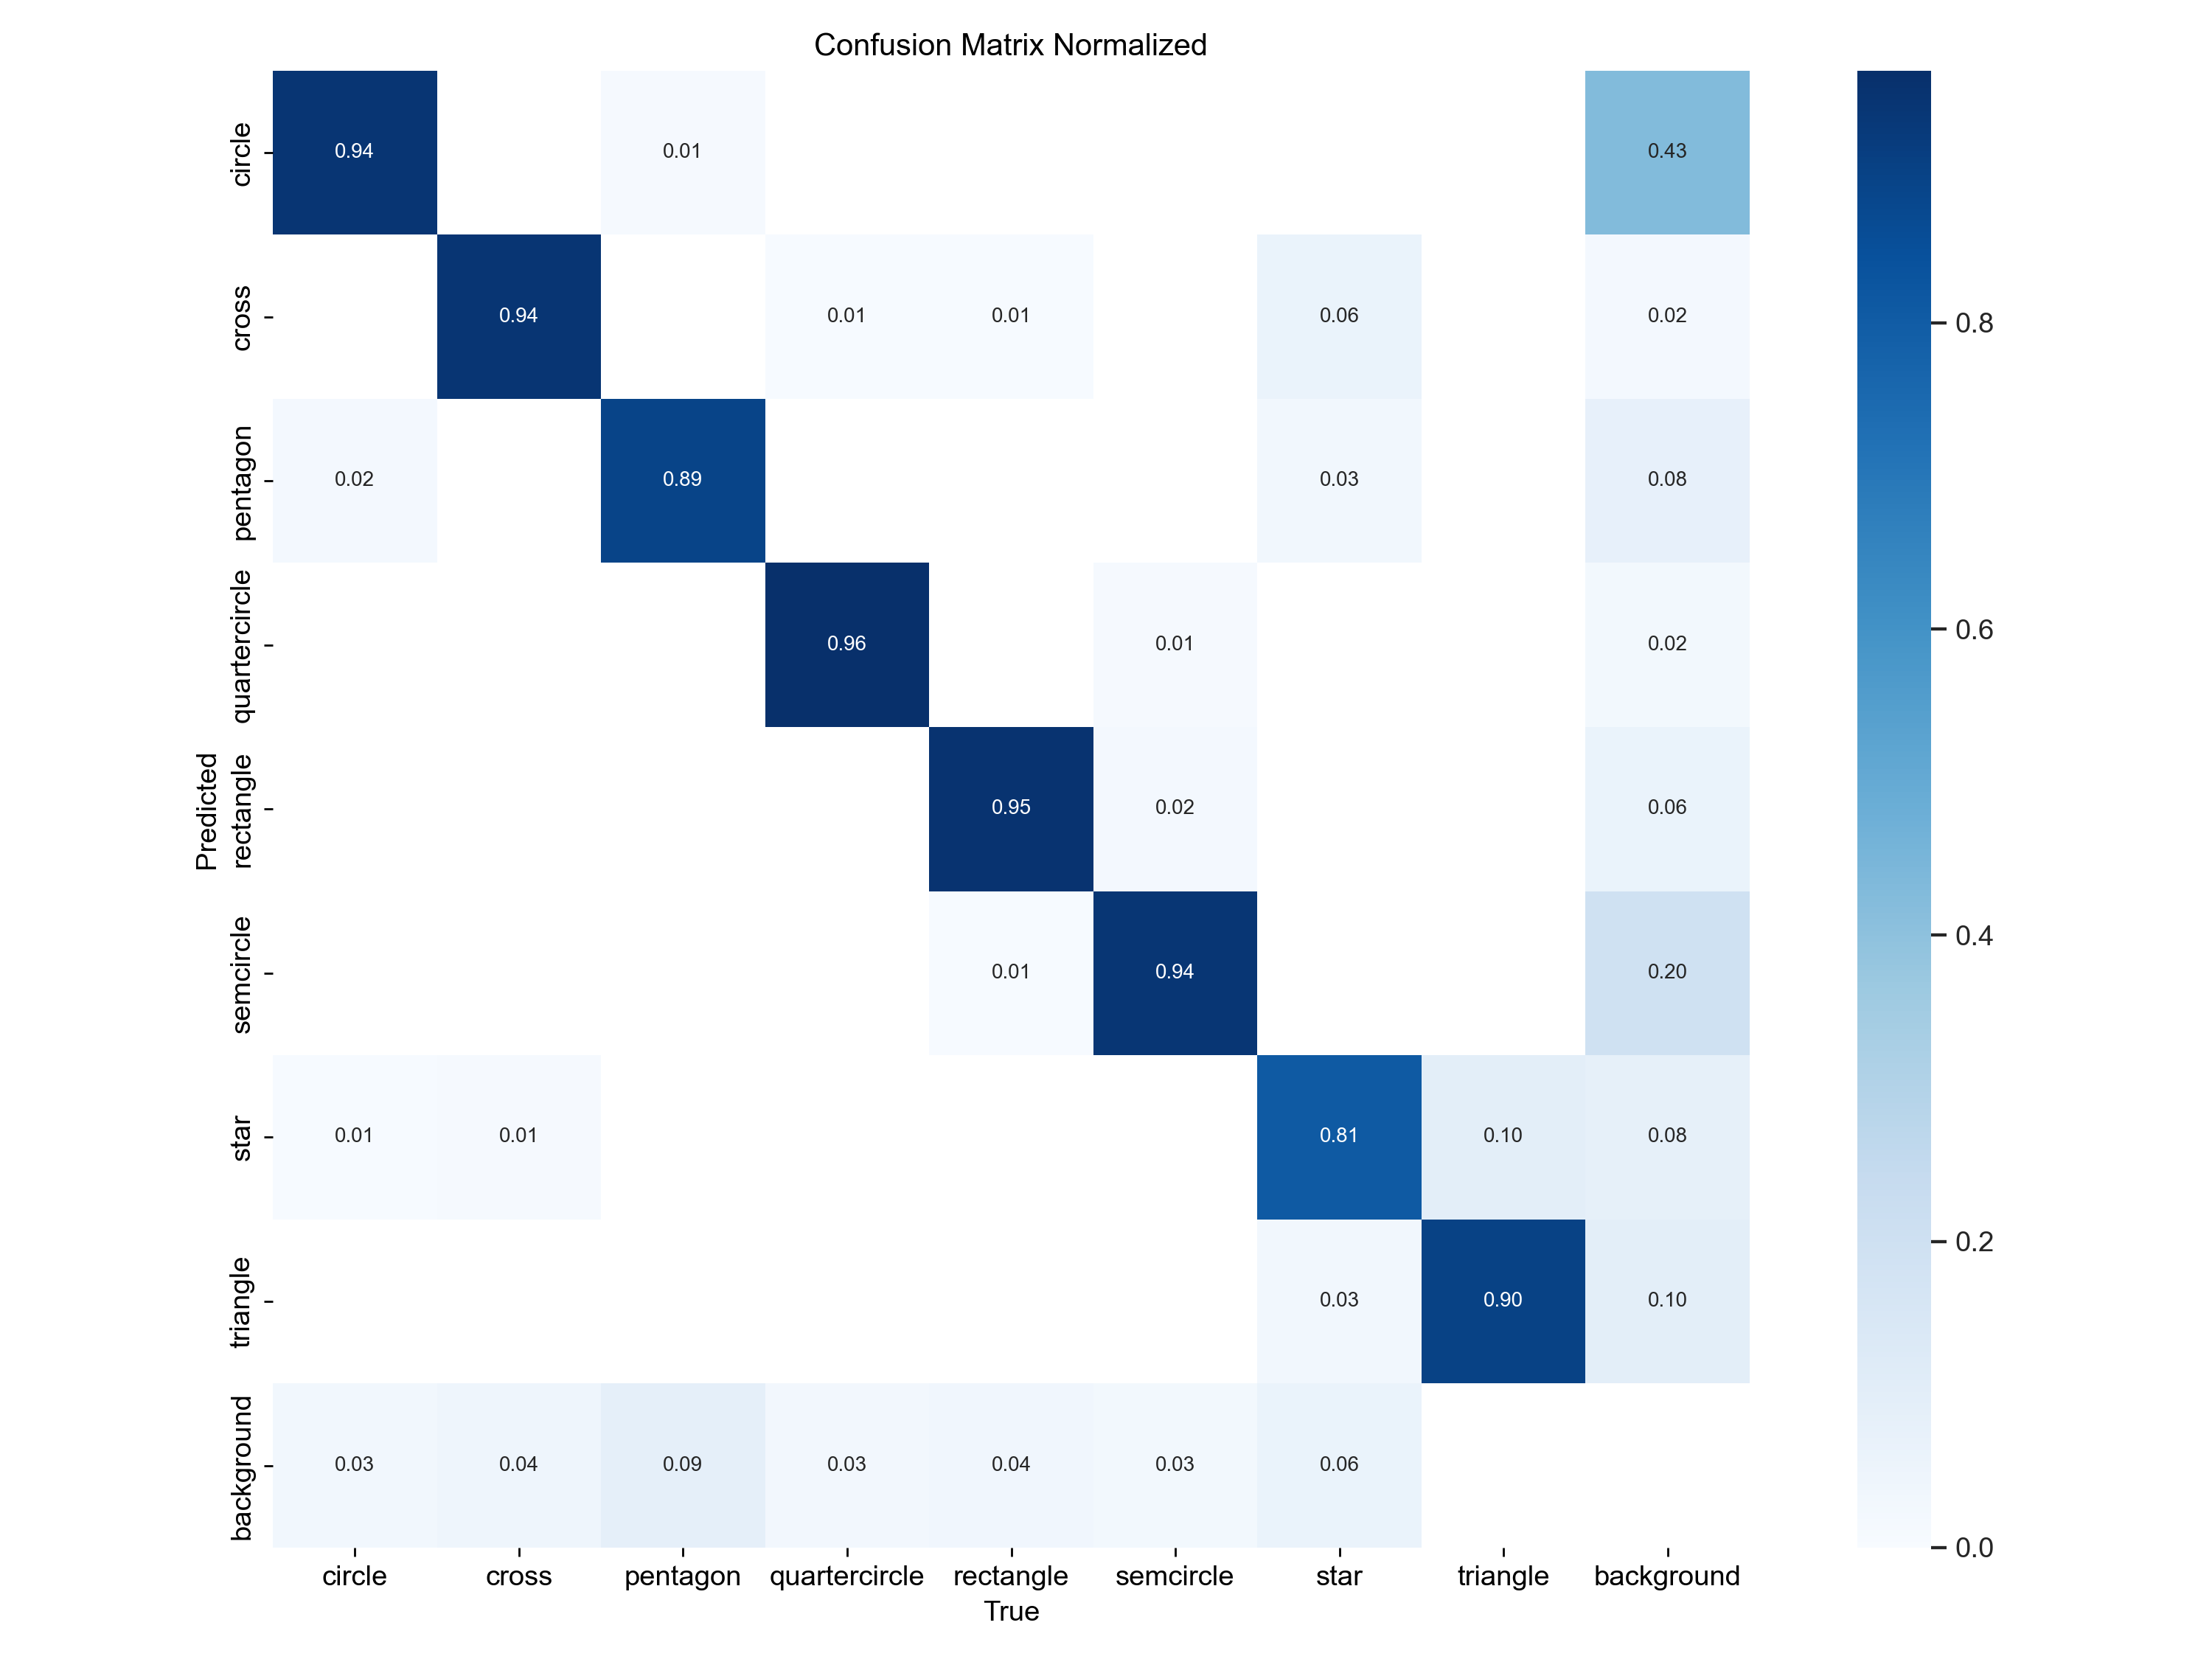 Confusion Matrix Normalized
circle
0.94
0.01
0.43
cross
0.94
0.01
0.01
0.06
0.02
0.8
pentagon
0.02
0.89
0.03
0.08
quartercircle
0.96
0.01
0.02
0.6
Predicted
rectangle
0.95
0.02
0.06
0.4
semcircle
0.01
0.94
0.20
star
0.01
0.01
0.81
0.10
0.08
0.2
triangle
0.03
0.90
0.10
background
0.03
0.04
0.09
0.03
0.04
0.03
0.06
0.0
circle
cross
pentagon
quartercircle
rectangle
semcircle
star
triangle
background
True